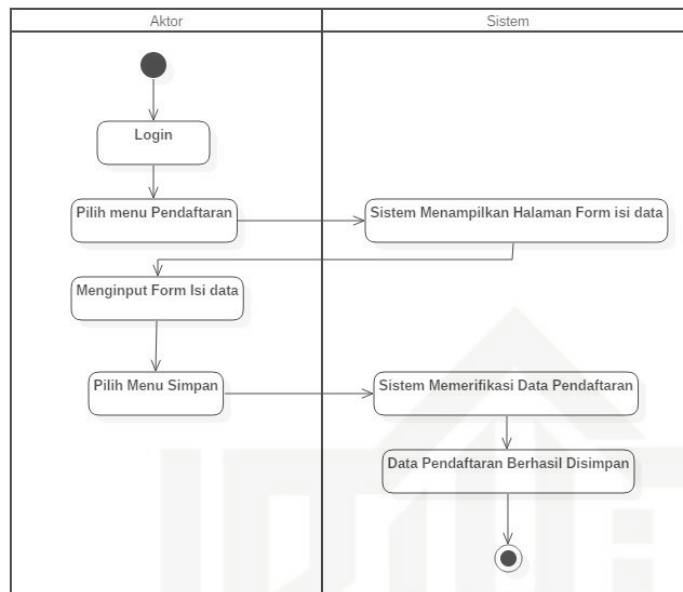 Aktor
Sistem
Login
Pilih menu Pendaftaran
Sistem Menampilkan Halaman Form isi data
Menginput Form Isi data
Pilih Menu Simpan
Sistem Memerifikasi Data Pendaftaran
Data Pendaftaran Berhasil Disimpan